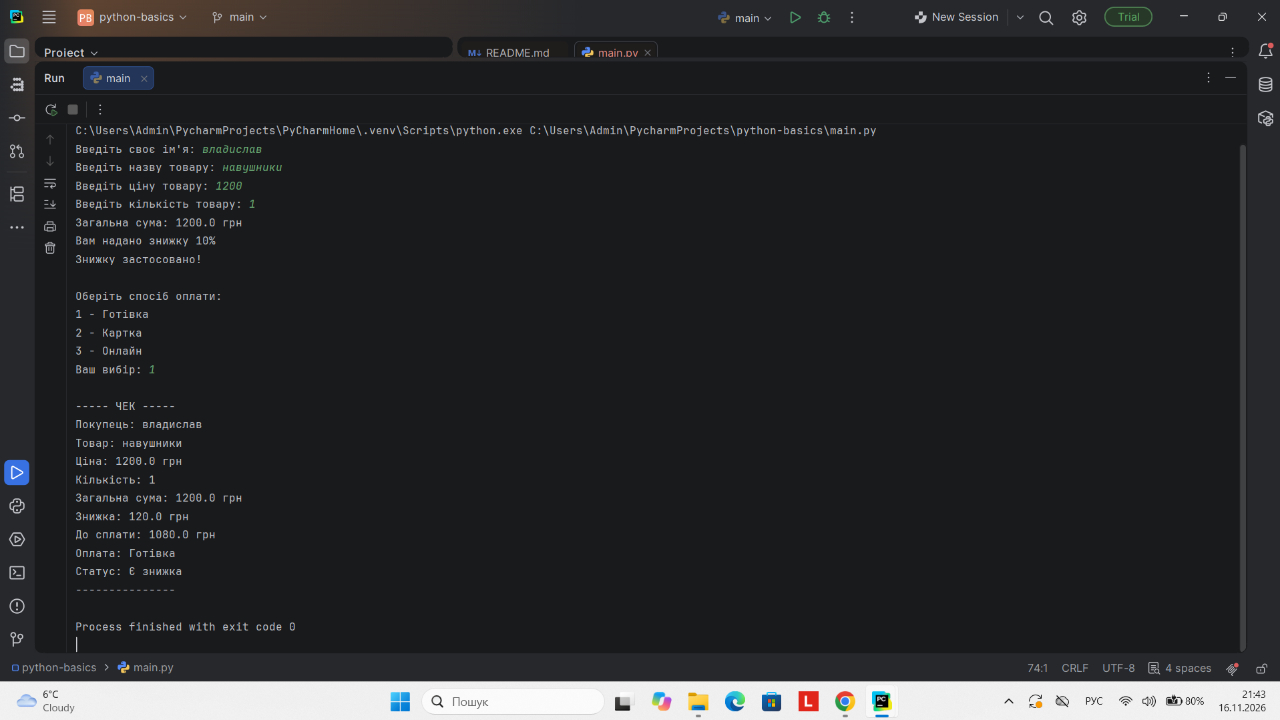 PB python-basics main main New Session Trial
Project README.md main.py
Run main
C:\Users\Admin\PycharmProjects\PyCharmHome\.venv\Scripts\python.exe C:\Users\Admin\PycharmProjects\python-basics\main.py
Введіть своє ім'я: владислав
Введіть назву товару: навушники
Введіть ціну товару: 1200
Введіть кількість товару: 1
Загальна сума: 1200.0 грн
Вам надано знижку 10%
Знижку застосовано!
Оберіть спосіб оплати:
1 - Готівка
2 - Картка
3 - Онлайн
Ваш вибір: 1
----- ЧЕК -----
Покупець: владислав
Товар: навушники
Ціна: 1200.0 грн
Кількість: 1
Загальна сума: 1200.0 грн
Знижка: 120.0 грн
До сплати: 1080.0 грн
Оплата: Готівка
Статус: Є знижка
---------------
Process finished with exit code 0
python-basics > main.py 74:1 CRLF UTF-8 4 spaces
6°C
Cloudy
Пошук
РУС
80%
21:43
16.11.2026